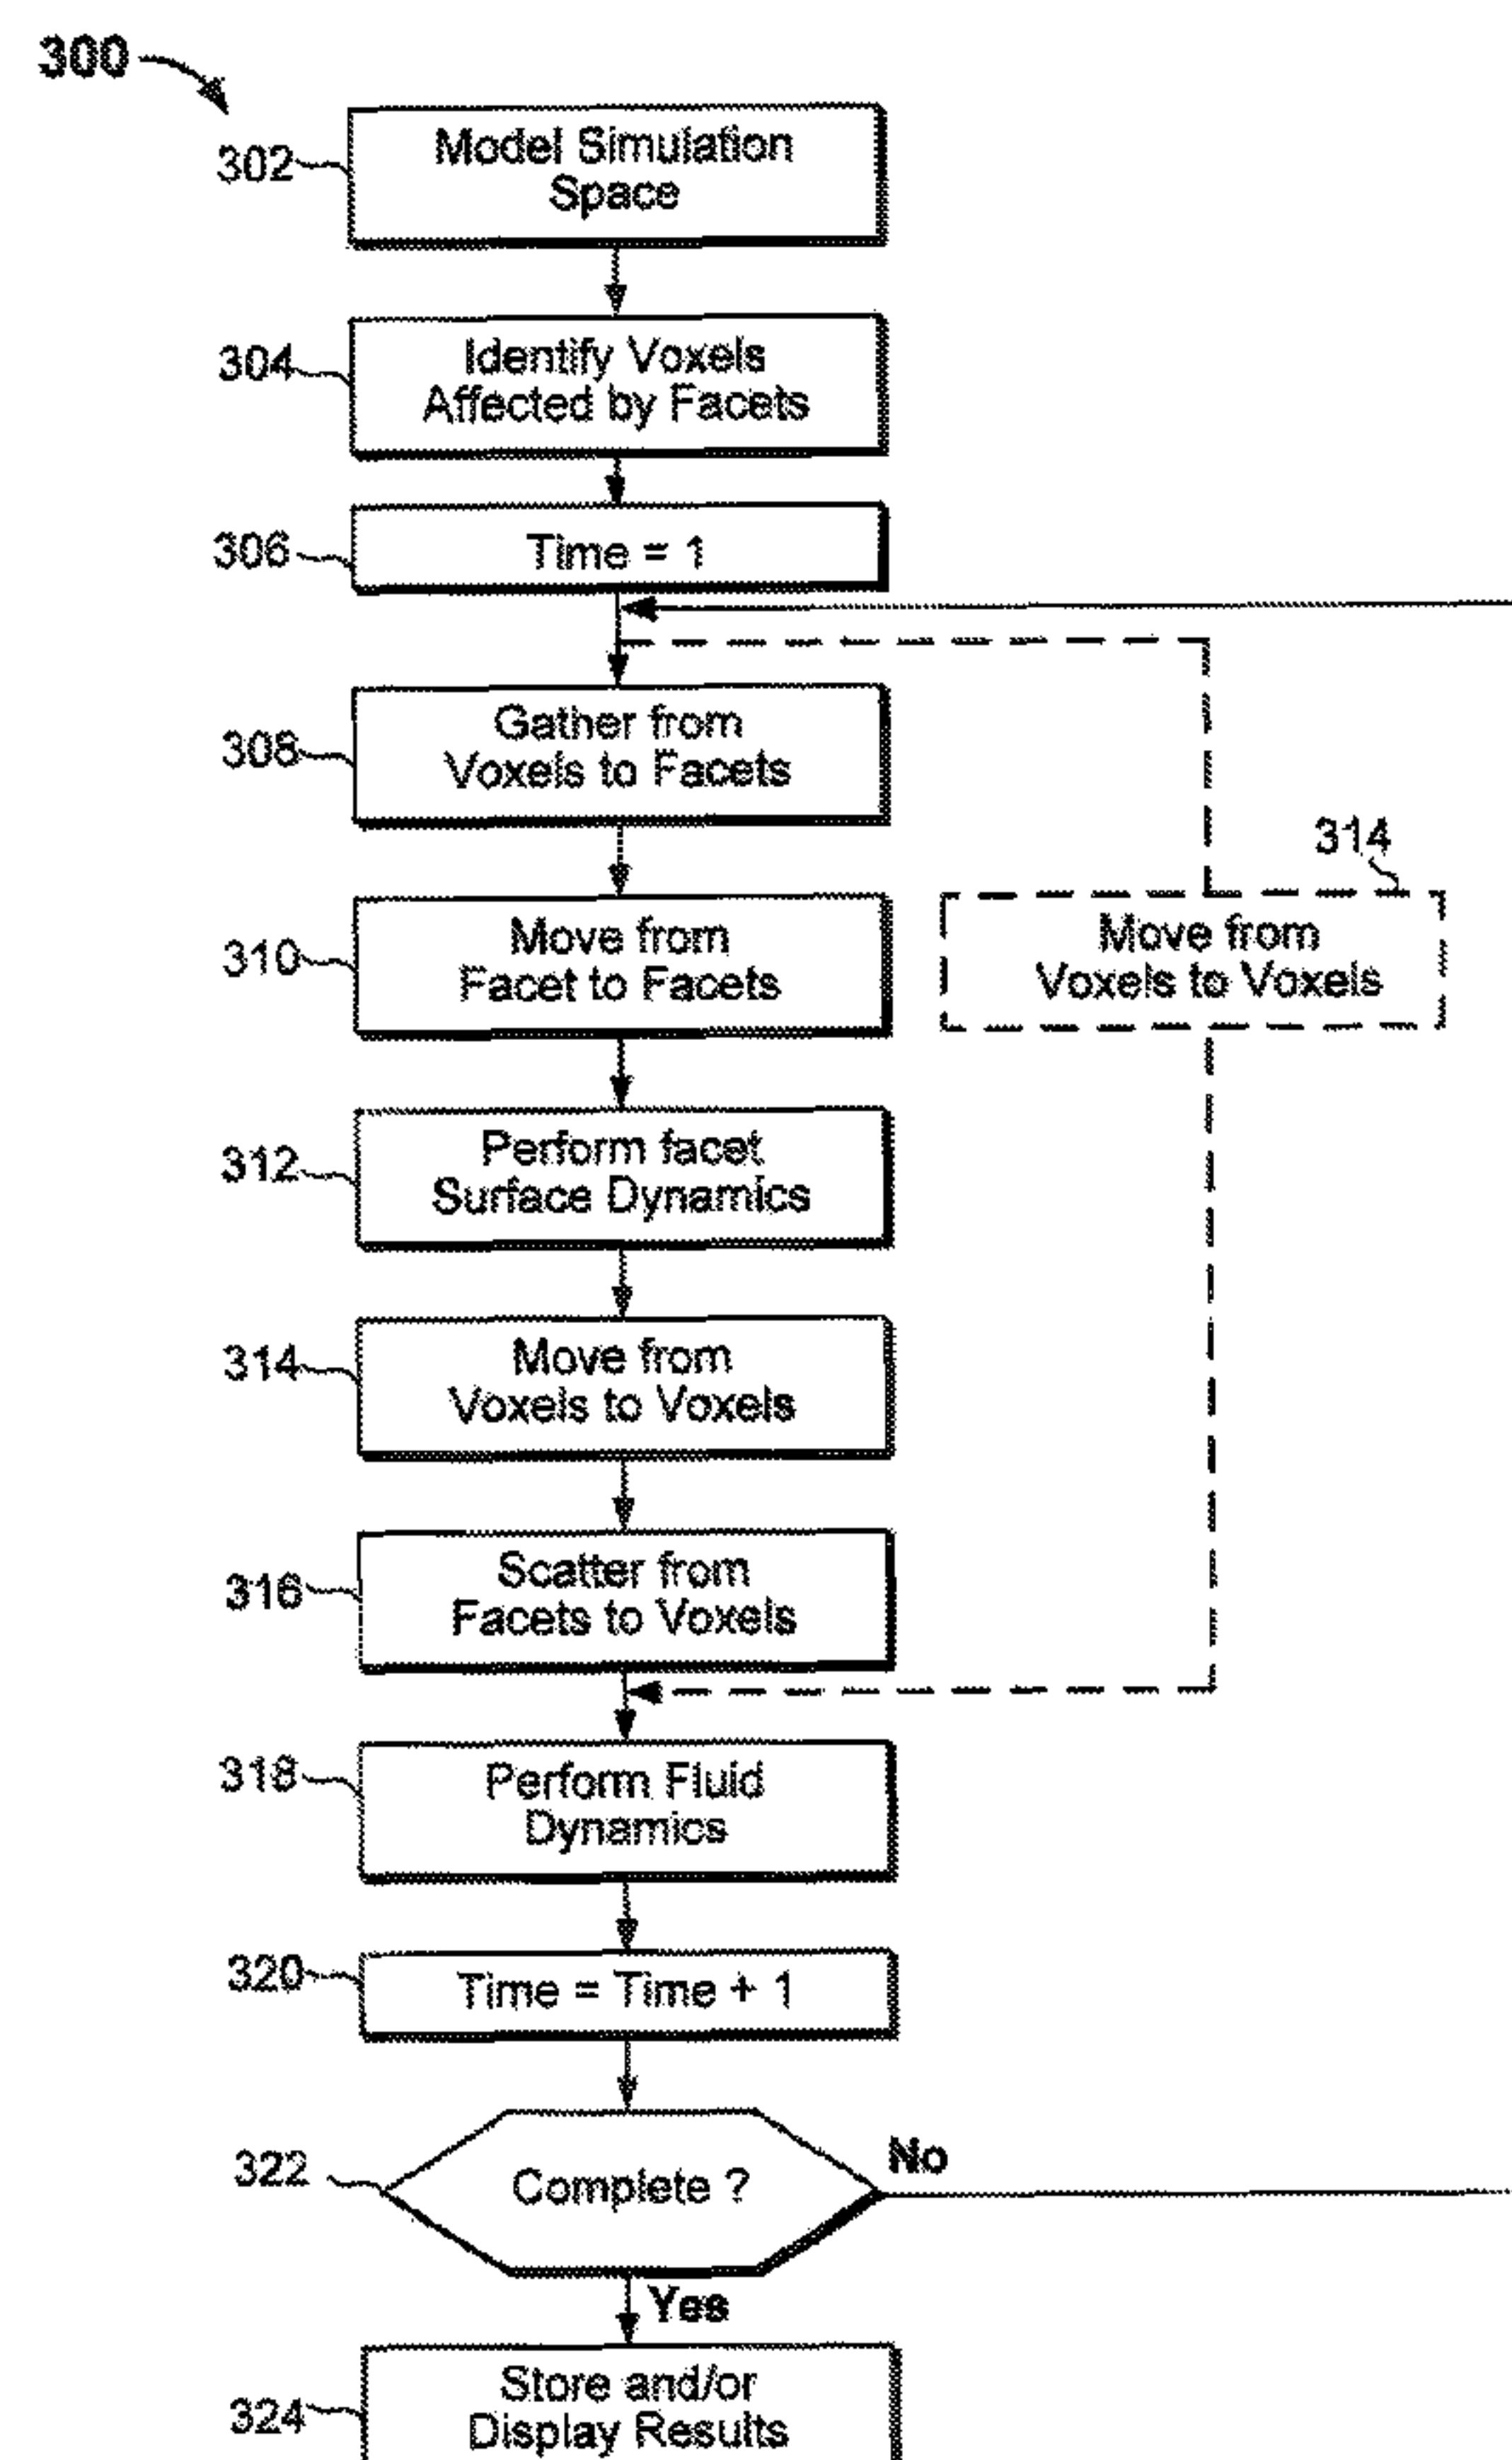 300
302
Model Simulation
Space
304
Identify Voxels
Affected by Facets
306
Time = 1
308
Gather from
Voxels to Facets
310
Move from
Facet to Facets
314
Move from
Voxels to Voxels
312
Perform facet
Surface Dynamics
314
Move from
Voxels to Voxels
316
Scatter from
Facets to Voxels
318
Perform Fluid
Dynamics
320
Time = Time + 1
322
Complete ?
No
Yes
324
Store and/or
Display Results